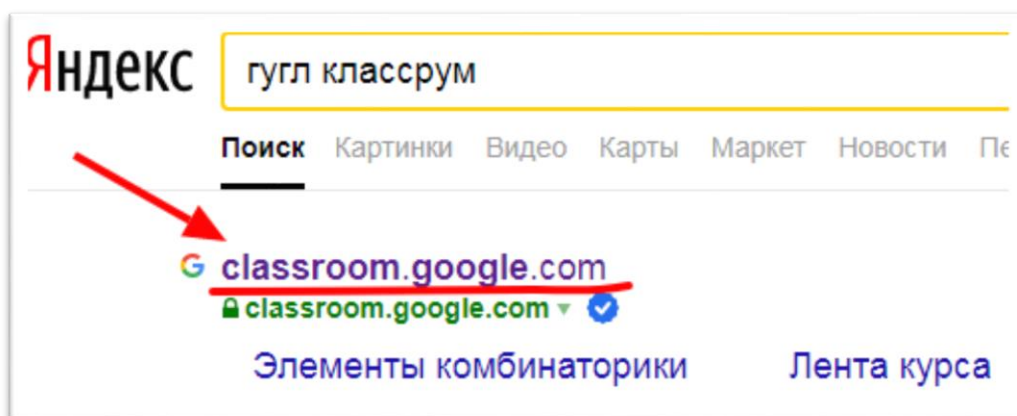 Яндекс гугл классрум
Поиск Картинки Видео Карты Маркет Новости
classroom.google.com
classroom.google.com
Элементы комбинаторики Лента курса